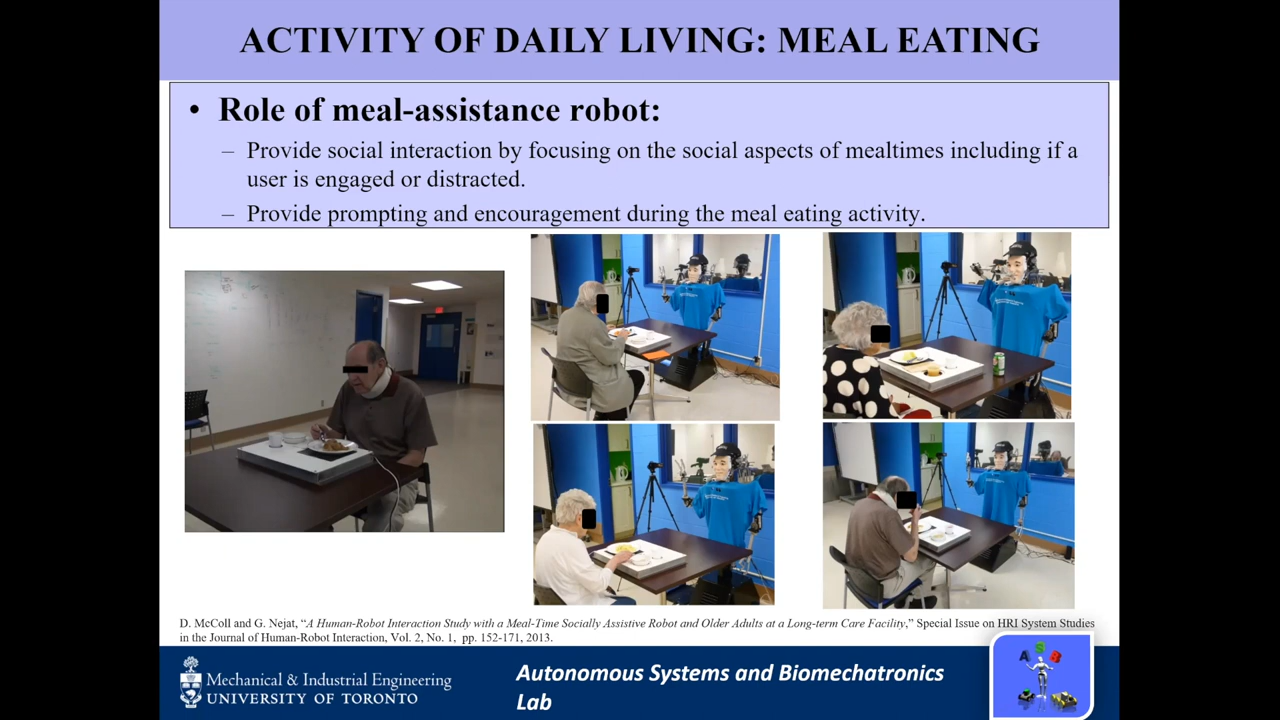 ACTIVITY OF DAILY LIVING: MEAL EATING
• Role of meal-assistance robot:
– Provide social interaction by focusing on the social aspects of mealtimes including if a
user is engaged or distracted.
– Provide prompting and encouragement during the meal eating activity.
D. McColl and G. Nejat, “A Human-Robot Interaction Study with a Meal-Time Socially Assistive Robot and Older Adults at a Long-term Care Facility,” Special Issue on HRI System Studies
in the Journal of Human-Robot Interaction, Vol. 2, No. 1, pp. 152-171, 2013.
Mechanical & Industrial Engineering
UNIVERSITY OF TORONTO
Autonomous Systems and Biomechatronics
Lab
ASB